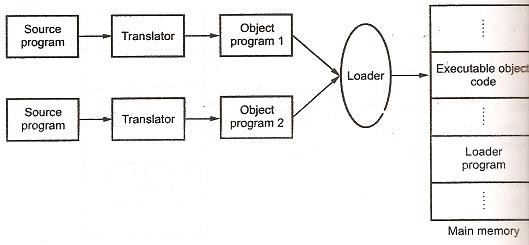 Source
program
Translator
Object
program 1
Source
program
Translator
Object
program 2
Loader
Executable object
code
Loader
program
Main memory